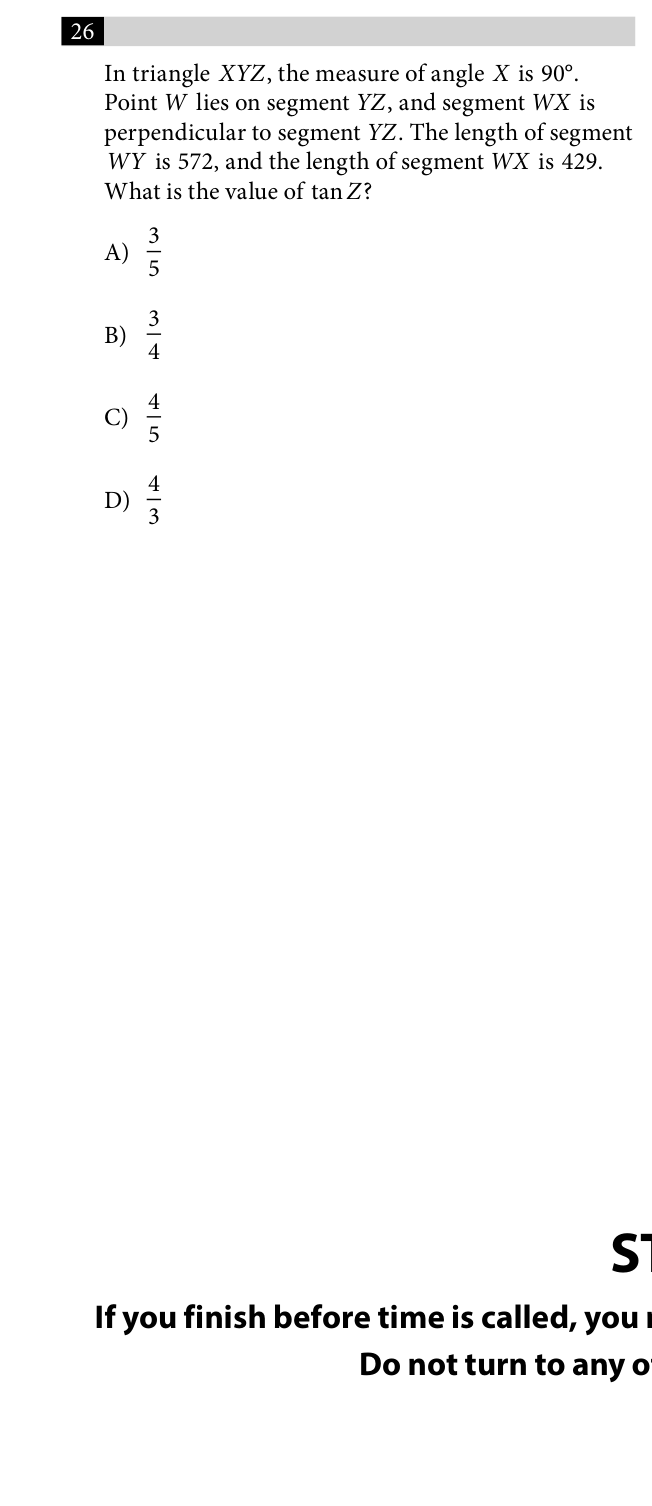 26
In triangle XYZ, the measure of angle X is 90°.
Point W lies on segment YZ, and segment WX is
perpendicular to segment YZ. The length of segment
WY is 572, and the length of segment WX is 429.
What is the value of tan Z?
A) 3/5
B) 3/4
C) 4/5
D) 4/3
ST
If you finish before time is called, you
Do not turn to any